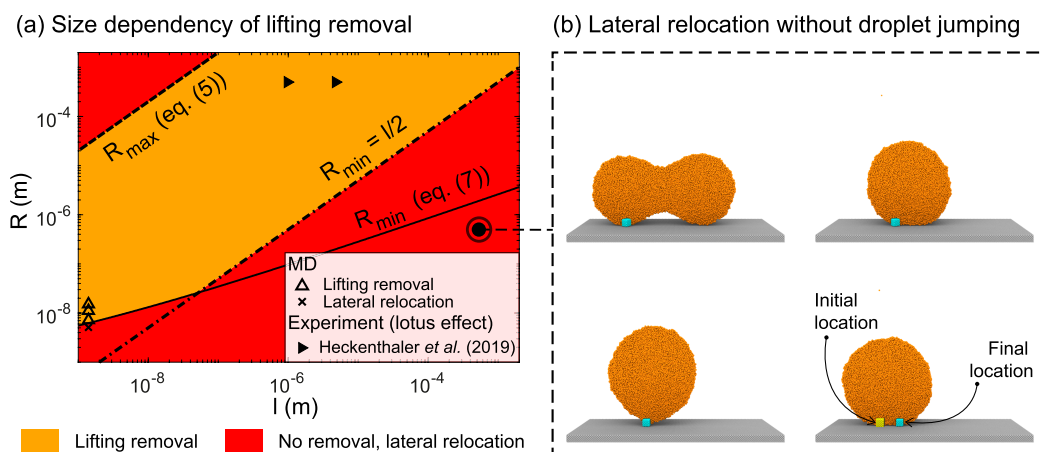 (a) Size dependency of lifting removal
(b) Lateral relocation without droplet jumping
R (m)
10⁻⁴
10⁻⁶
10⁻⁸
R_max (eq. (5))
R_min = l/2
R_min (eq. (7))
MD
Lifting removal
Lateral relocation
Experiment (lotus effect)
Heckenthaler et al. (2019)
10⁻⁸
10⁻⁶
10⁻⁴
l (m)
Lifting removal
No removal, lateral relocation
Initial
location
Final
location